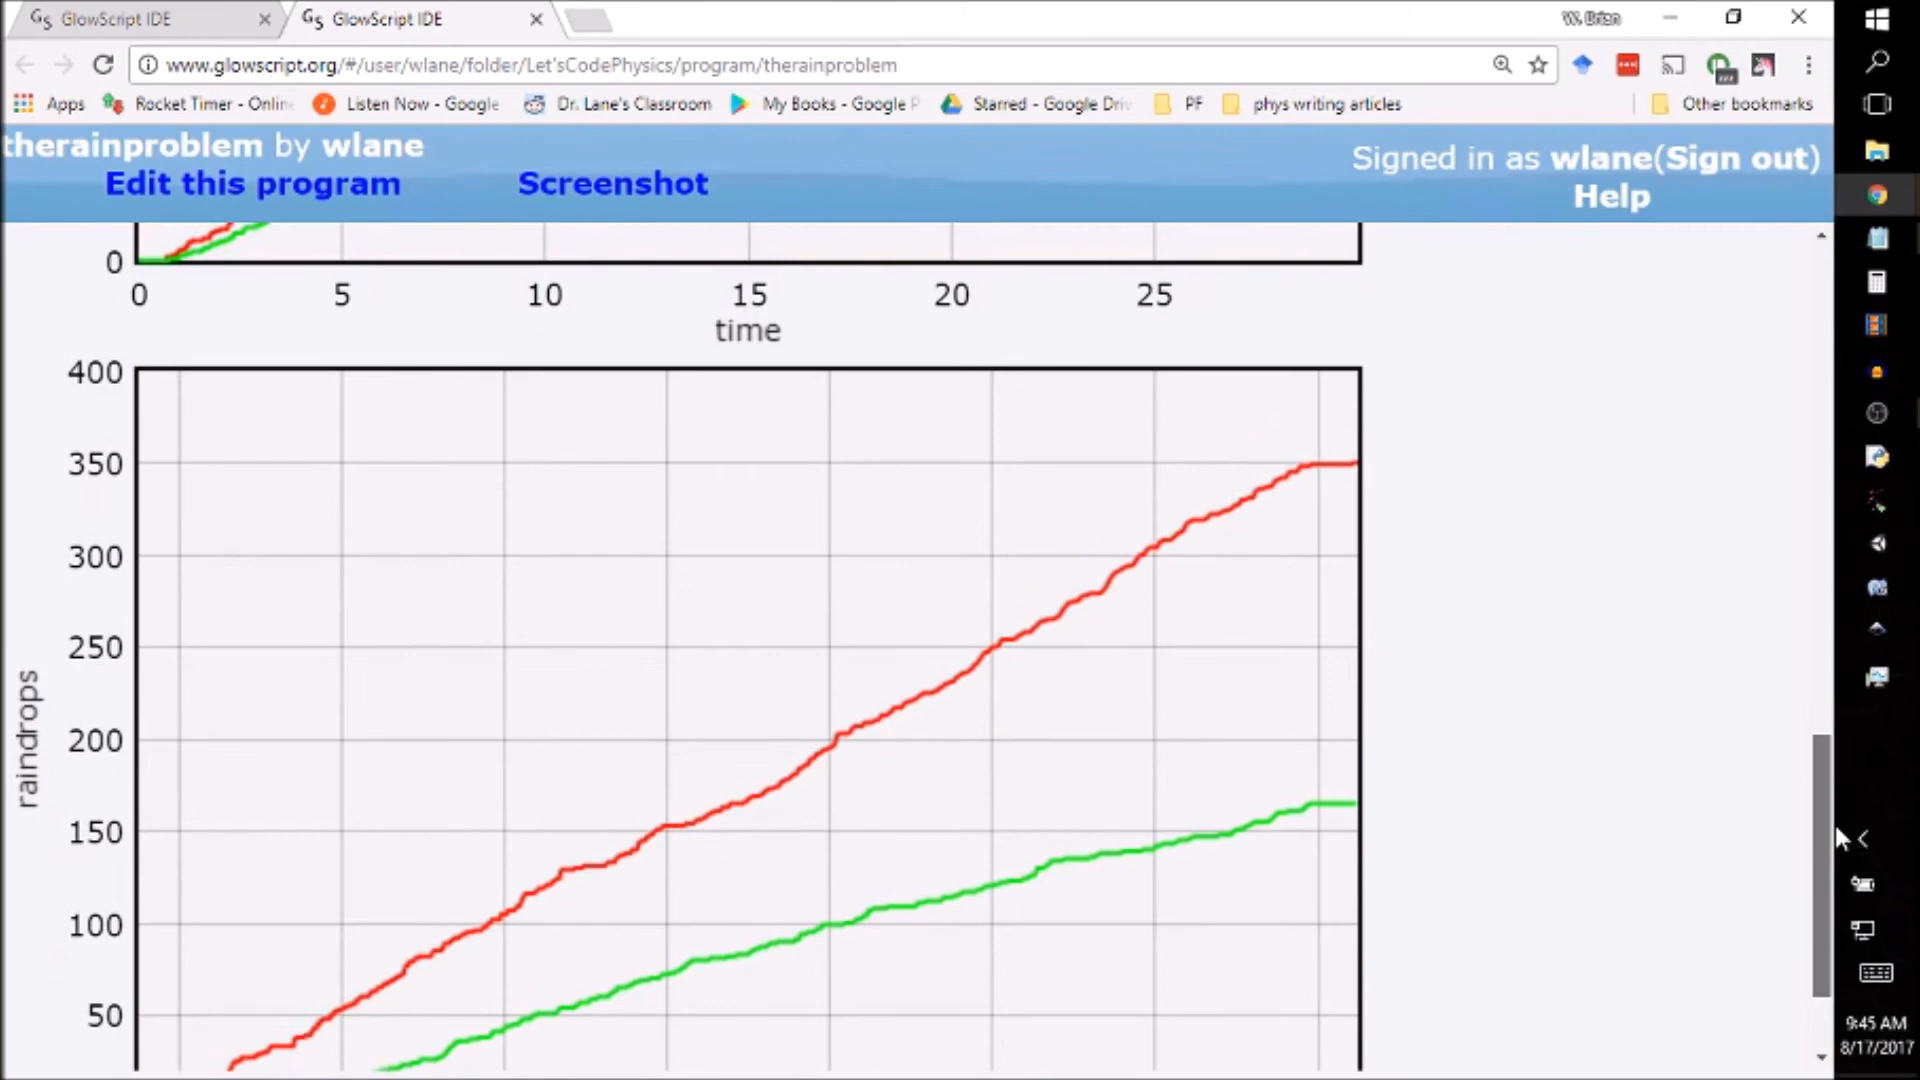 GlowScript IDE
GlowScript IDE
W. Brian
www.glowscript.org/#/user/wlane/folder/Let'sCodePhysics/program/therainproblem
Apps
Rocket Timer - Online
Listen Now - Google
Dr. Lane's Classroom
My Books - Google P
Starred - Google Driv
PF
phys writing articles
Other bookmarks
therainproblem by wlane
Signed in as wlane(Sign out)
Edit this program
Screenshot
Help
0
0 5 10 15 20 25
time
400
350
300
250
200
150
100
50
raindrops
9:45 AM
8/17/2017